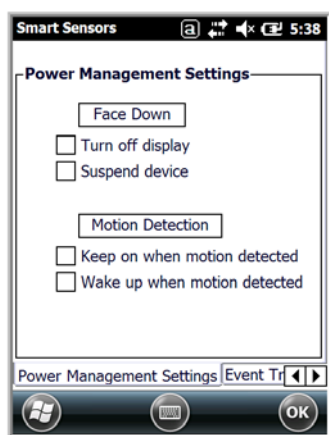 Smart Sensors a 5:38
Power Management Settings
Face Down
Turn off display
Suspend device
Motion Detection
Keep on when motion detected
Wake up when motion detected
Power Management Settings Event Tr
OK